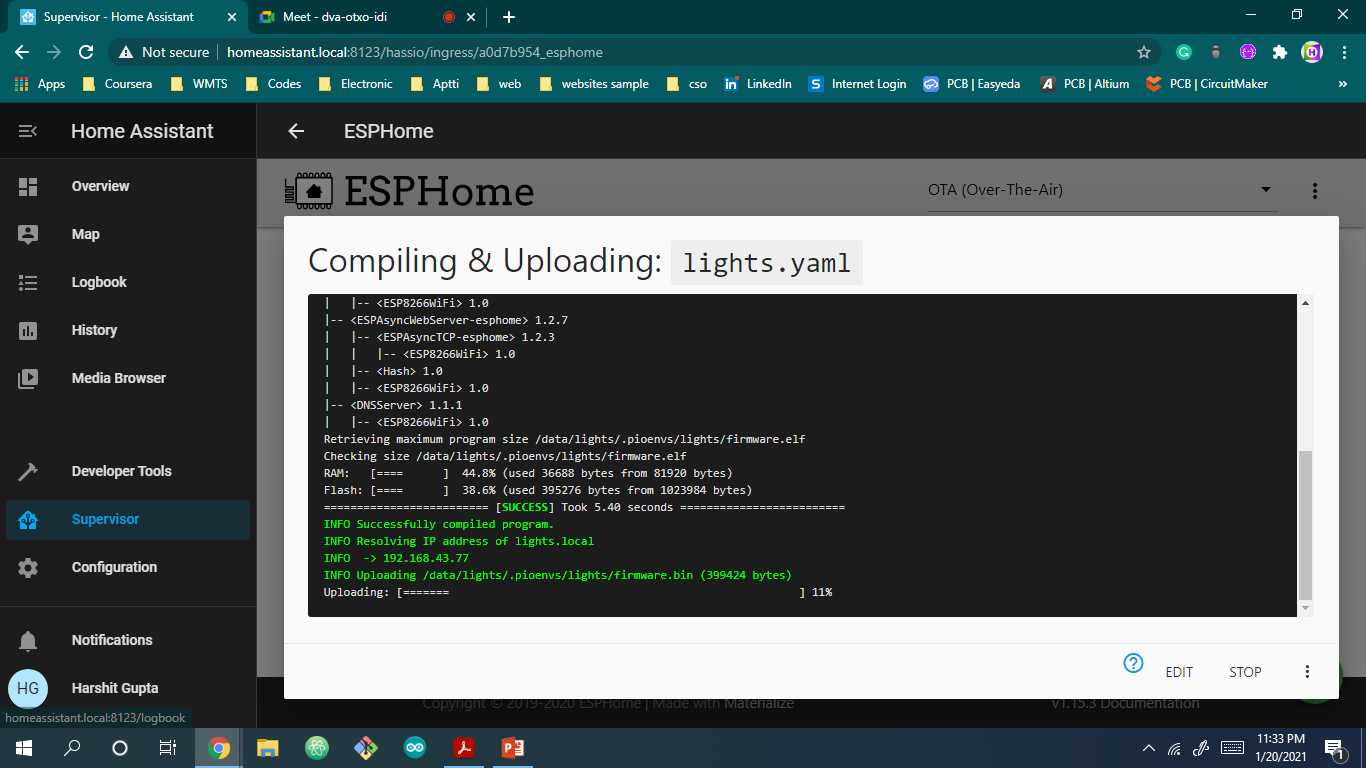 Supervisor - Home Assistant
Meet - dva-otxo-idi
Not secure
homeassistant.local:8123/hassio/ingress/a0d7b954_esphome
Apps
Coursera
WMTS
Codes
Electronic
Aptti
web
websites sample
cso
LinkedIn
Internet Login
PCB | Easyeda
PCB | Altium
PCB | CircuitMaker
»
Home Assistant
ESPHome
Overview
Map
Logbook
History
Media Browser
Developer Tools
Supervisor
Configuration
Notifications
HG
Harshit Gupta
homeassistant.local:8123/logbook
ESPHome
OTA (Over-The-Air)
Compiling & Uploading: lights.yaml
|   |-- <ESP8266WiFi> 1.0
|-- <ESPAsyncWebServer-esphome> 1.2.7
|   |-- <ESPAsyncTCP-esphome> 1.2.3
|   |   |-- <ESP8266WiFi> 1.0
|   |-- <Hash> 1.0
|   |-- <ESP8266WiFi> 1.0
|-- <DNSServer> 1.1.1
|   |-- <ESP8266WiFi> 1.0
Retrieving maximum program size /data/lights/.pioenvs/lights/firmware.elf
Checking size /data/lights/.pioenvs/lights/firmware.elf
RAM:   [====      ]  44.8% (used 36688 bytes from 81920 bytes)
Flash: [====      ]  38.6% (used 395276 bytes from 1023984 bytes)
========================= [SUCCESS] Took 5.40 seconds =========================
INFO Successfully compiled program.
INFO Resolving IP address of lights.local
INFO  -> 192.168.43.77
INFO Uploading /data/lights/.pioenvs/lights/firmware.bin (399424 bytes)
Uploading: [=======                                                     ] 11%
EDIT
STOP
Copyright © 2019-2020 ESPHome | Made with Materialize
V1.15.3 Documentation
11:33 PM
1/20/2021
1